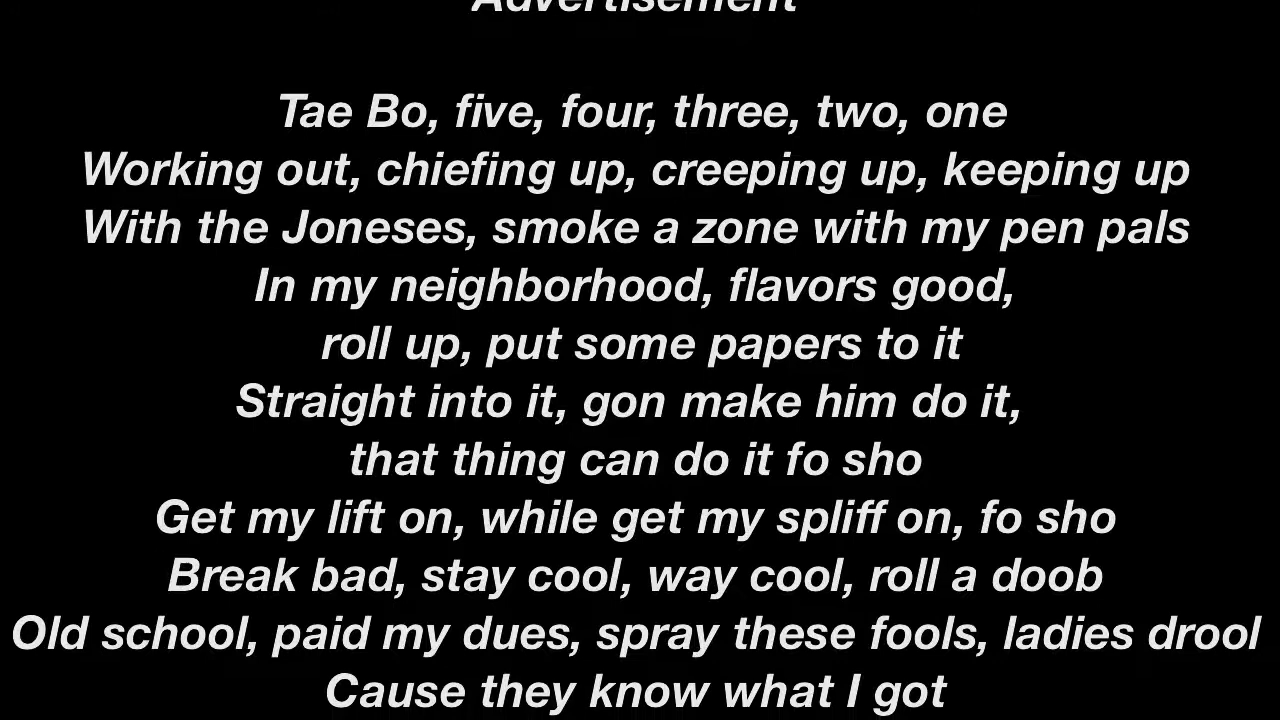 Advertisement
Tae Bo, five, four, three, two, one
Working out, chiefing up, creeping up, keeping up
With the Joneses, smoke a zone with my pen pals
In my neighborhood, flavors good,
roll up, put some papers to it
Straight into it, gon make him do it,
that thing can do it fo sho
Get my lift on, while get my spliff on, fo sho
Break bad, stay cool, way cool, roll a doob
Old school, paid my dues, spray these fools, ladies drool
Cause they know what I got